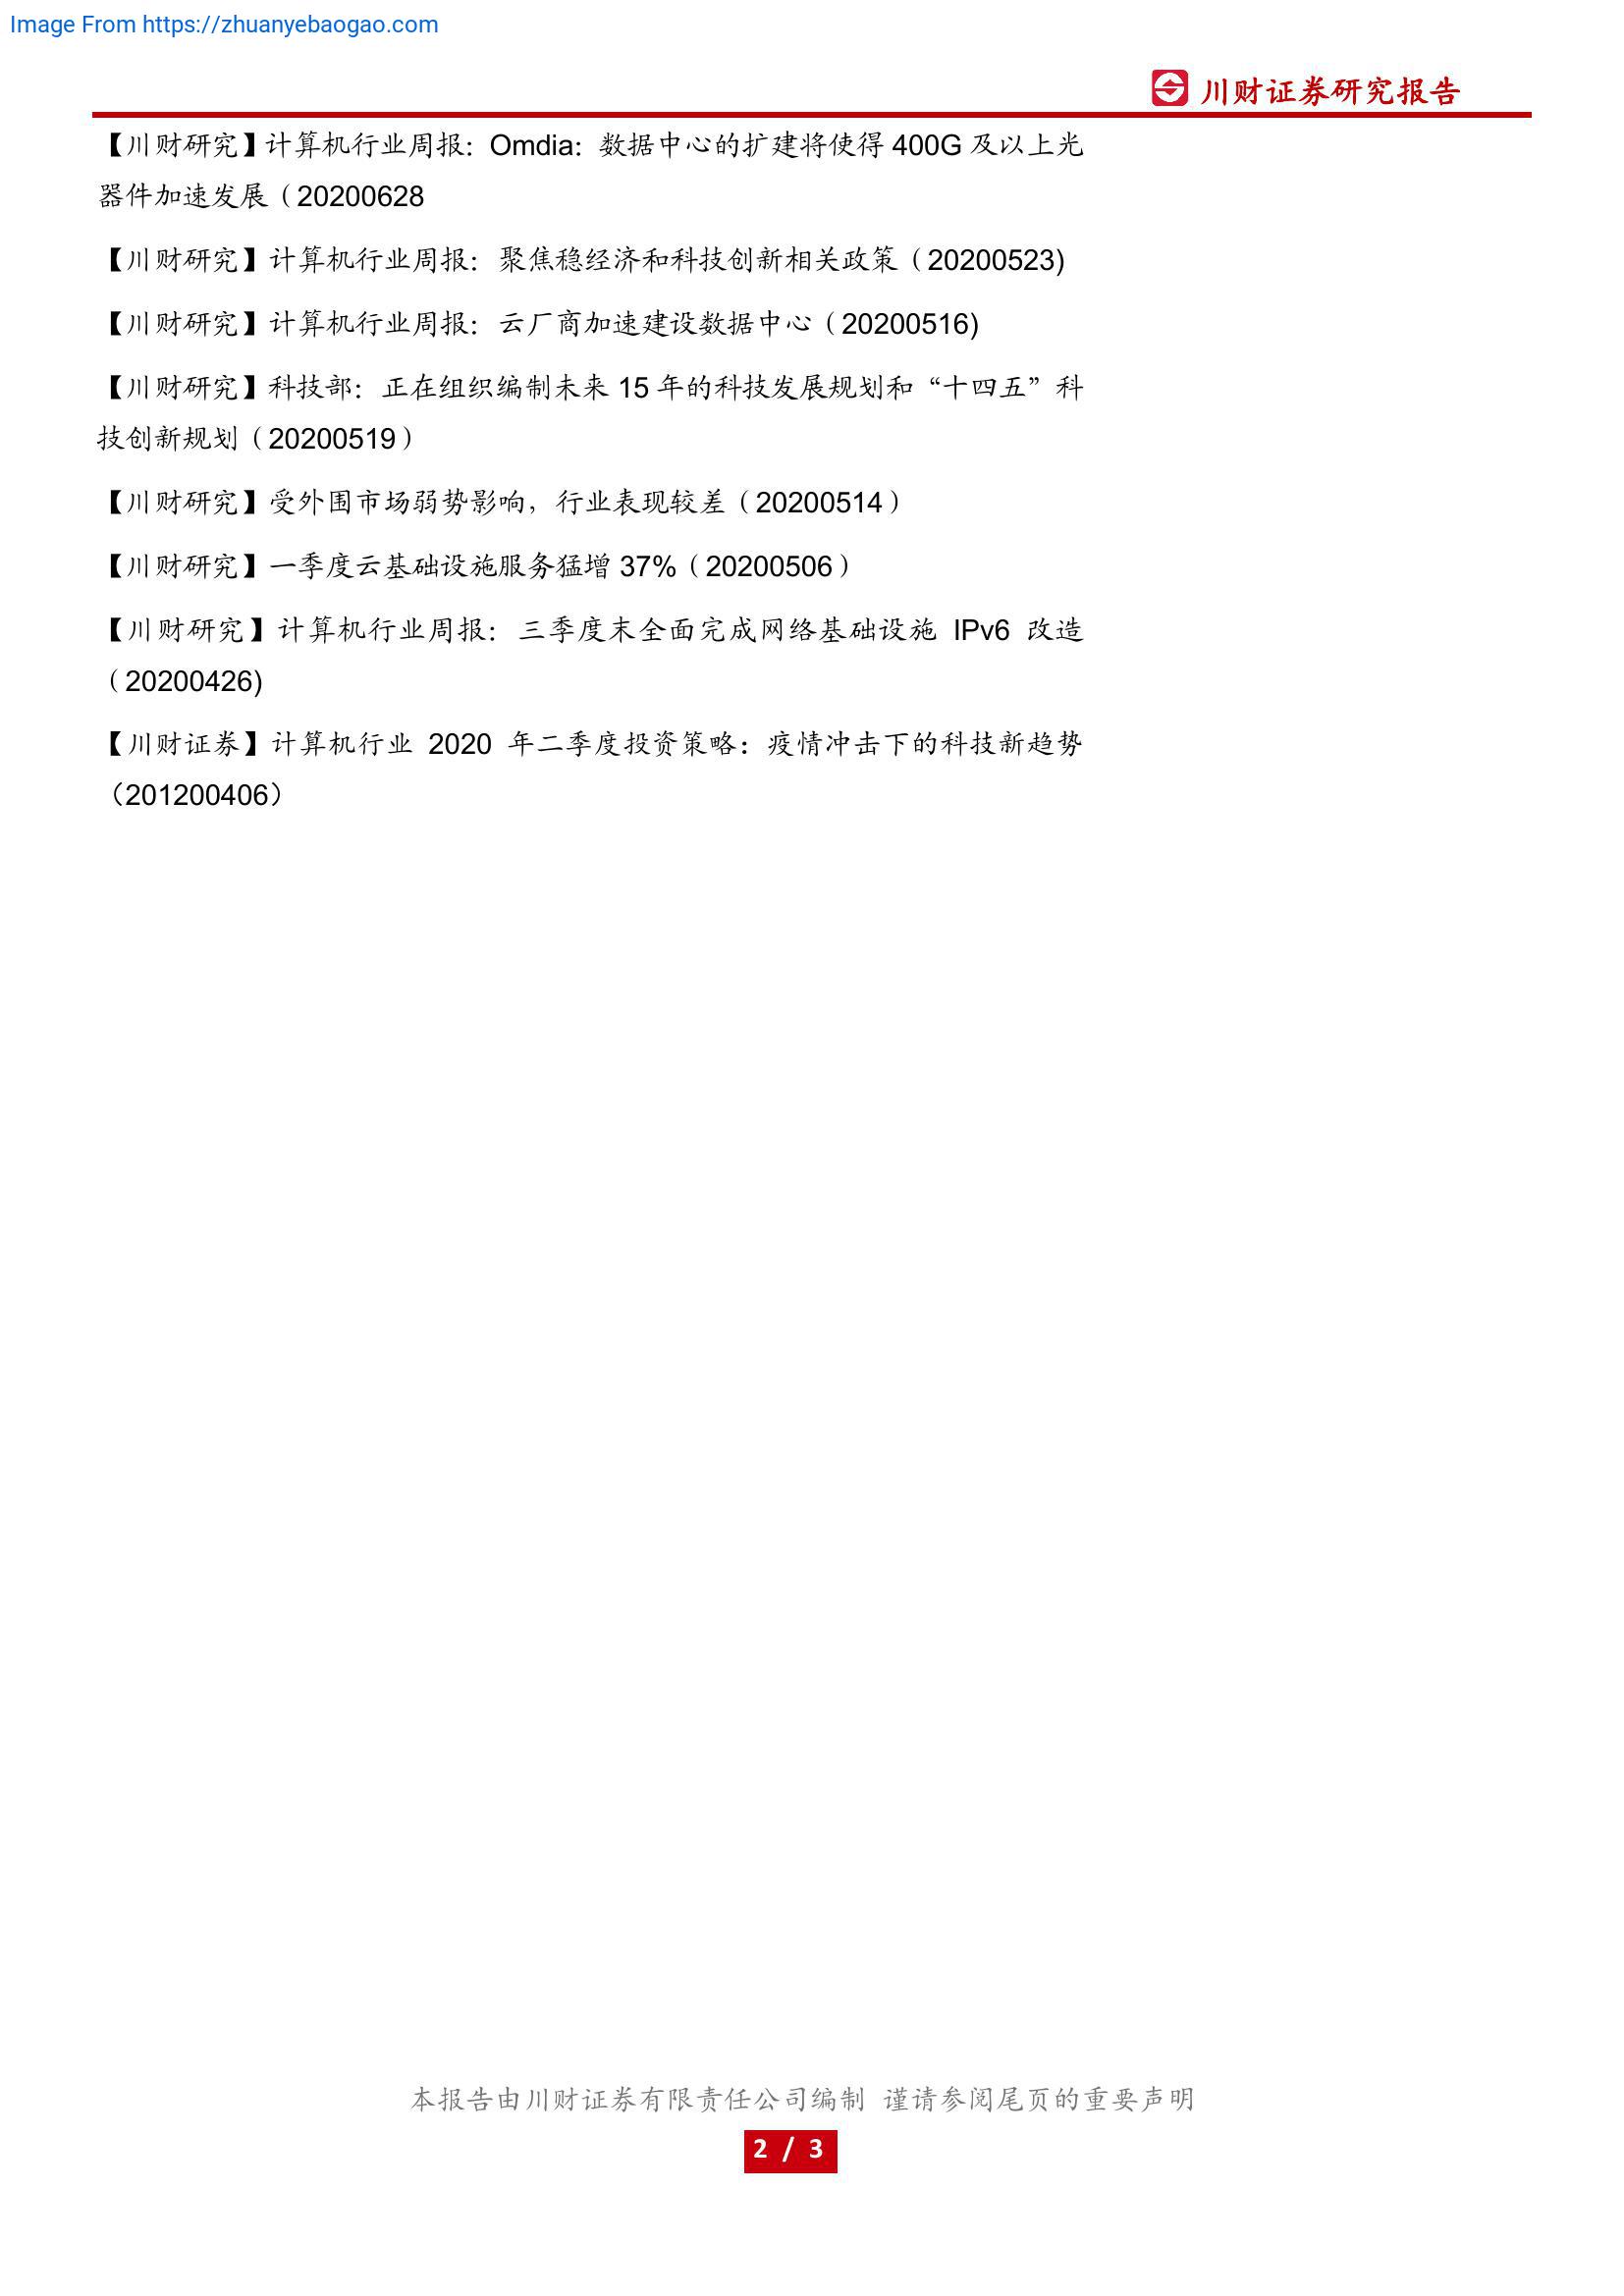 Image From https://zhuanyebaogao.com
川财证券研究报告
【川财研究】计算机行业周报：Omdia：数据中心的扩建将使得 400G 及以上光
器件加速发展（20200628
【川财研究】计算机行业周报：聚焦稳经济和科技创新相关政策（20200523)
【川财研究】计算机行业周报：云厂商加速建设数据中心（20200516)
【川财研究】科技部：正在组织编制未来 15 年的科技发展规划和“十四五”科
技创新规划（20200519）
【川财研究】受外围市场弱势影响，行业表现较差（20200514）
【川财研究】一季度云基础设施服务猛增 37%（20200506）
【川财研究】计算机行业周报：三季度末全面完成网络基础设施 IPv6 改造
（20200426)
【川财证券】计算机行业 2020 年二季度投资策略：疫情冲击下的科技新趋势
（201200406）
本报告由川财证券有限责任公司编制 谨请参阅尾页的重要声明
2 / 3